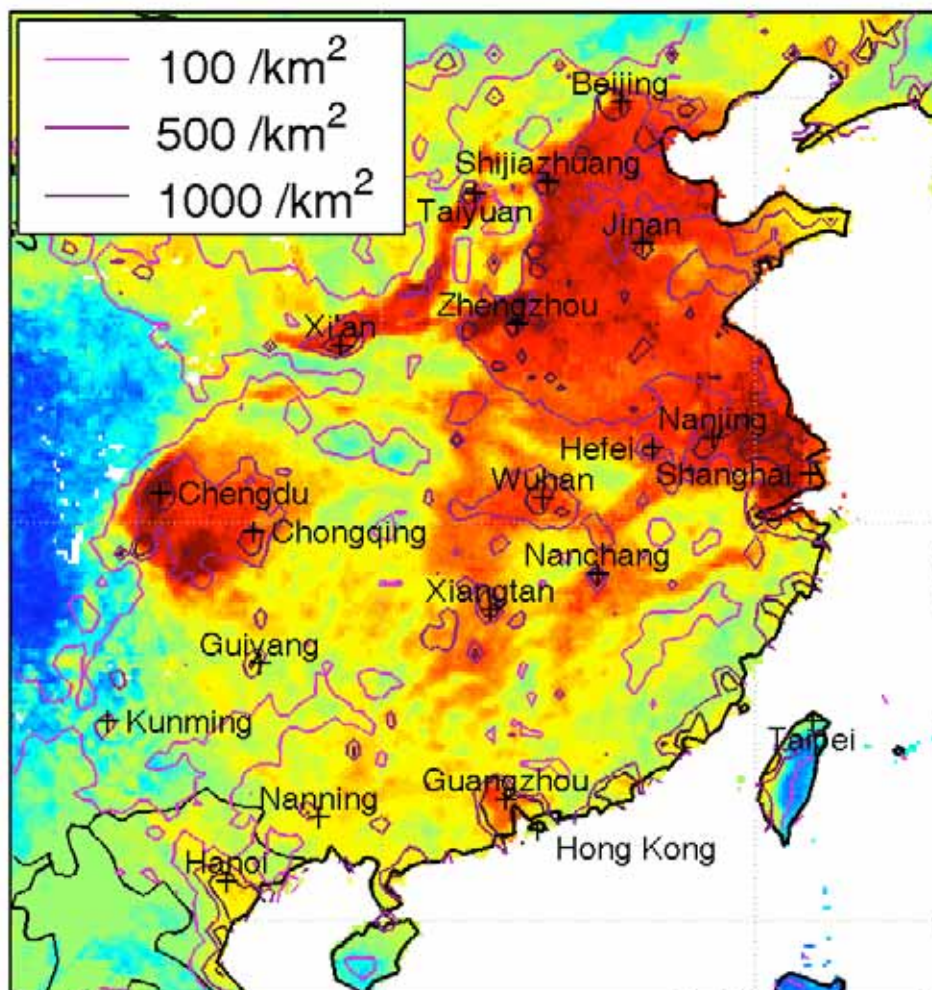 100 /km²
500 /km²
1000 /km²
Beijing
Shijiazhuang
Taiyuan
Jinan
Zhengzhou
Xi'an
Nanjing
Hefei
Shanghai
Wuhan
Chengdu
Chongqing
Nanchang
Xiangtan
Guiyang
Kunming
Taipei
Guangzhou
Nanning
Hong Kong
Hanoi